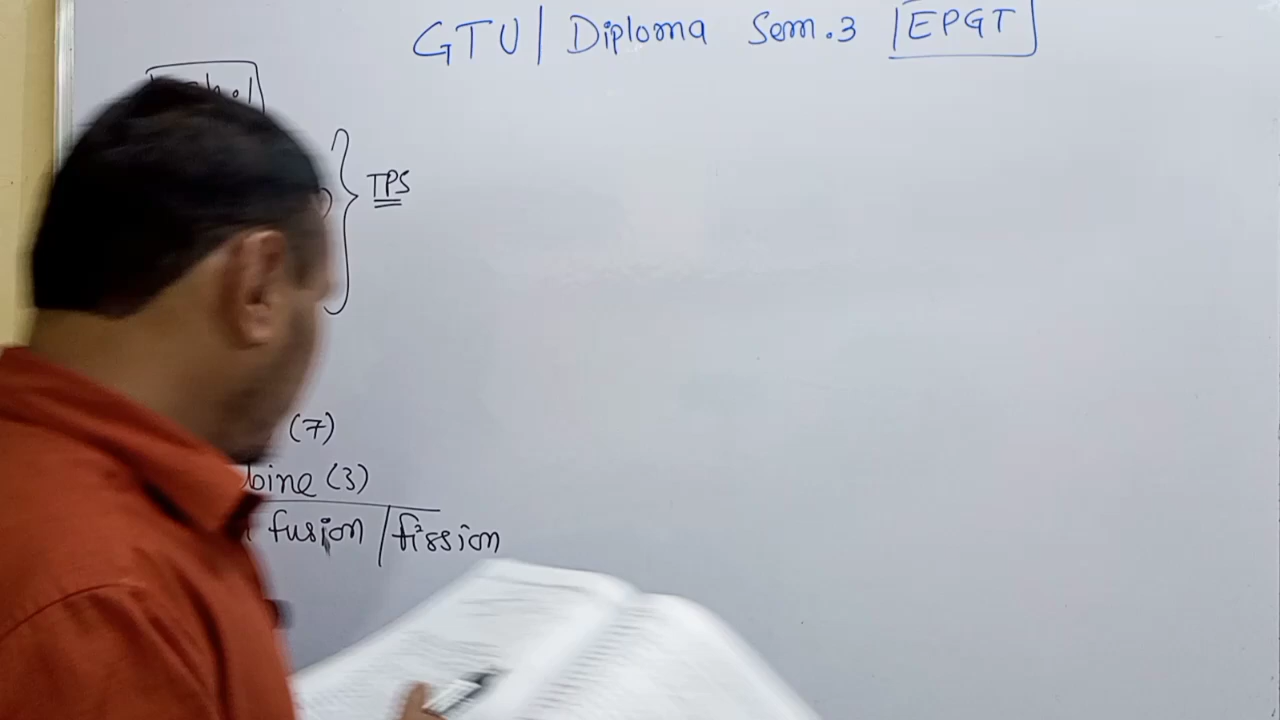 GTU | Diploma Sem.3 EPGT
TPS
(7)
bine (3)
fusion / fission